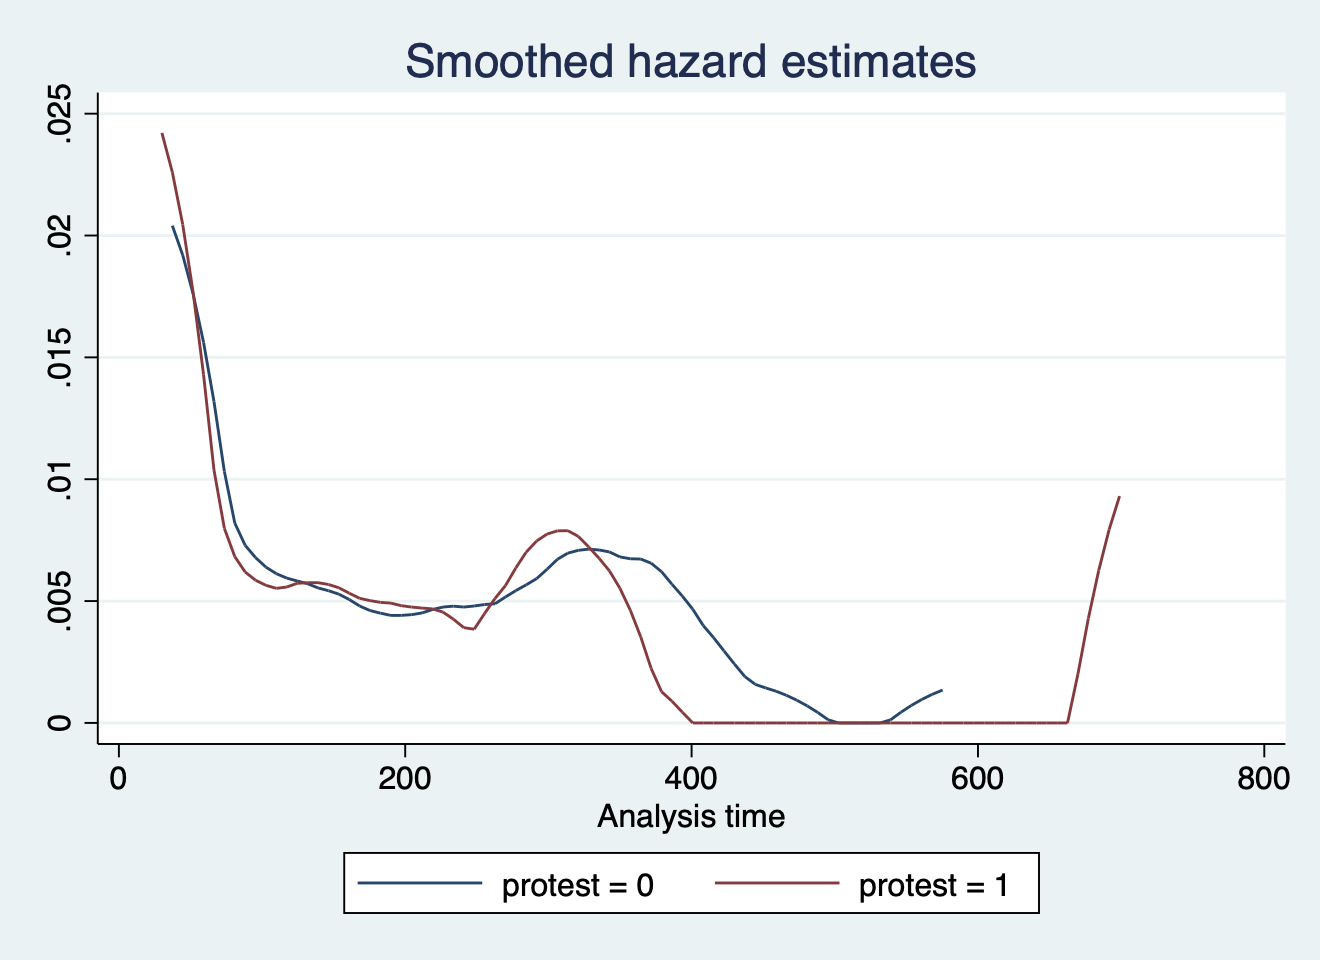 Smoothed hazard estimates
.025
.02
.015
.01
.005
0
0 200 400 600 800
Analysis time
protest = 0 protest = 1